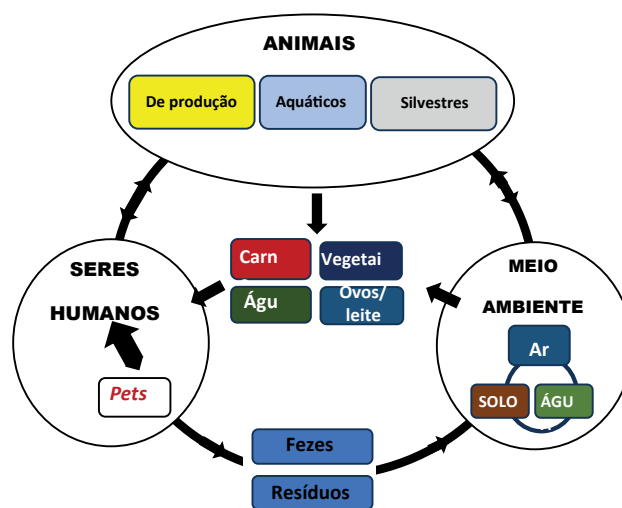 ANIMAIS
De produção
Aquáticos
Silvestres
SERES
HUMANOS
Pets
Carn
Vegetai
Águ
Ovos/
leite
MEIO
AMBIENTE
Ar
SOLO
ÁGU
Fezes
Resíduos